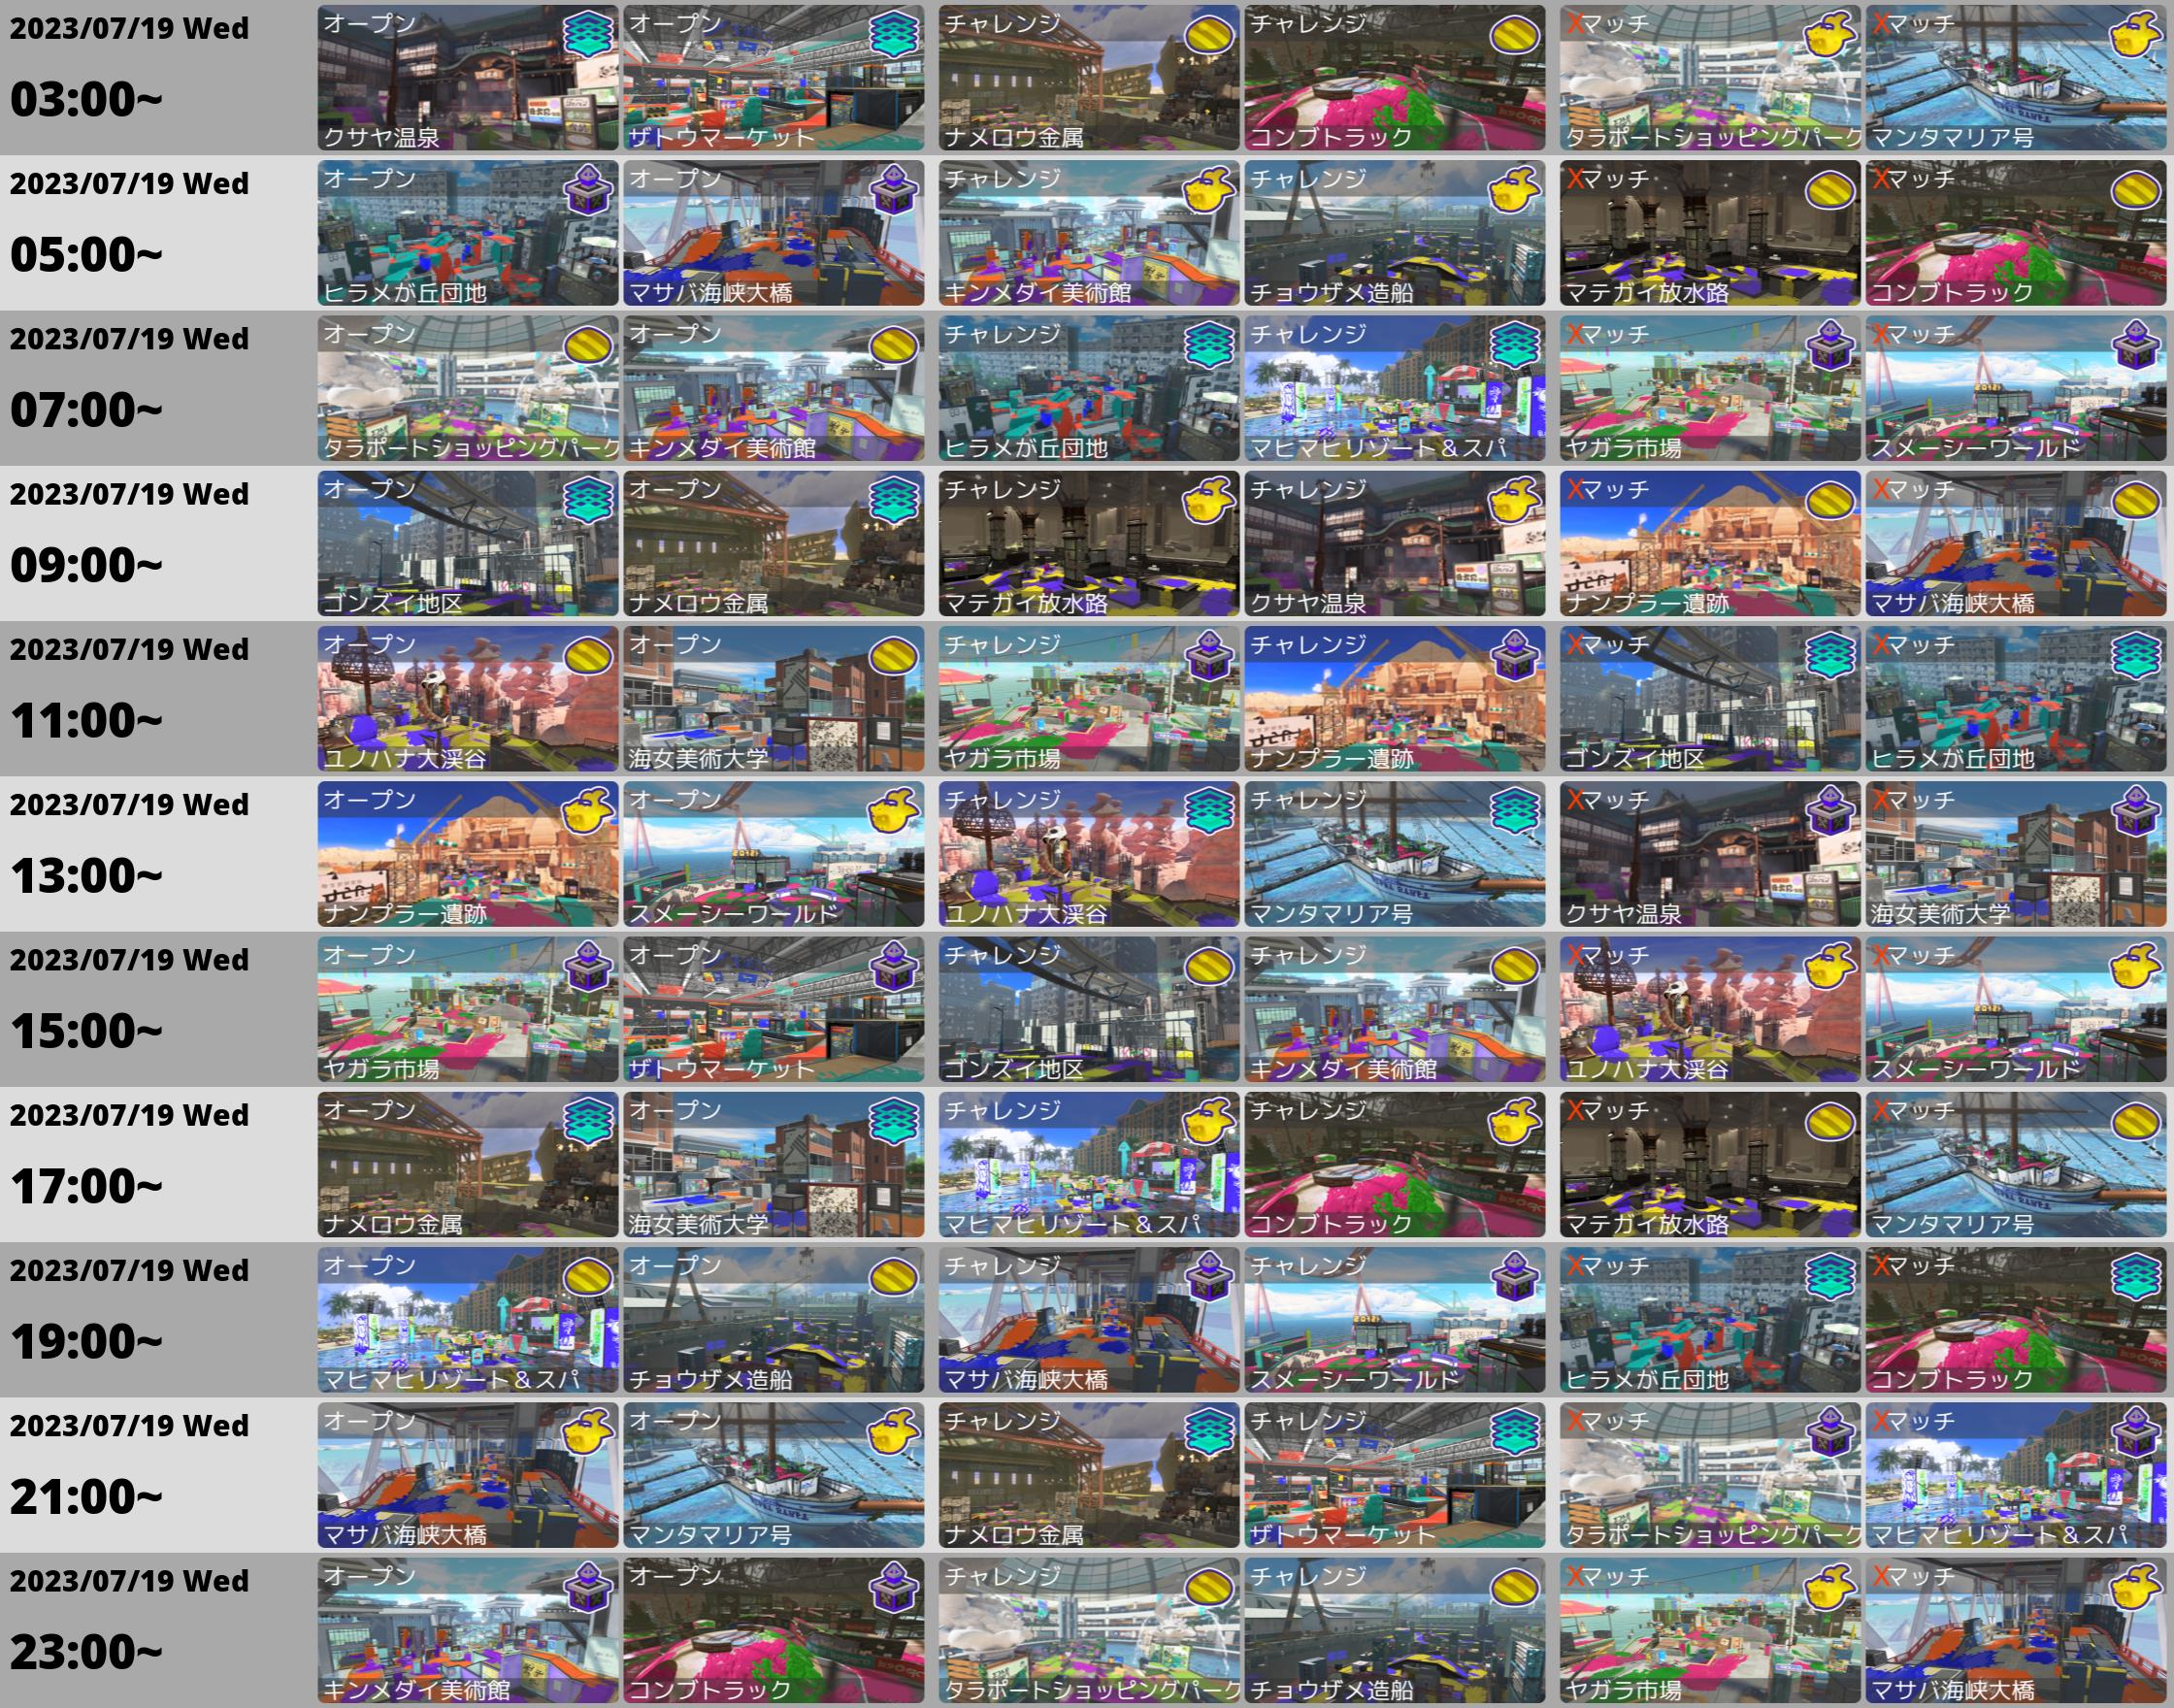 2023/07/19 Wed
03:00~
オープン オープン チャレンジ チャレンジ Xマッチ Xマッチ
クサヤ温泉 ザトウマーケット ナメロウ金属 コンブトラック タラポートショッピングパーク マンタマリア号
2023/07/19 Wed
05:00~
オープン オープン チャレンジ チャレンジ Xマッチ Xマッチ
ヒラメが丘団地 マサバ海峡大橋 キンメダイ美術館 チョウザメ造船 マテガイ放水路 コンブトラック
2023/07/19 Wed
07:00~
オープン オープン チャレンジ チャレンジ Xマッチ Xマッチ
タラポートショッピングパーク キンメダイ美術館 ヒラメが丘団地 マヒマヒリゾート＆スパ ヤガラ市場 スメーシーワールド
2023/07/19 Wed
09:00~
オープン オープン チャレンジ チャレンジ Xマッチ Xマッチ
ゴンズイ地区 ナメロウ金属 マテガイ放水路 クサヤ温泉 ナンプラー遺跡 マサバ海峡大橋
2023/07/19 Wed
11:00~
オープン オープン チャレンジ チャレンジ Xマッチ Xマッチ
ユノハナ大渓谷 海女美術大学 ヤガラ市場 ナンプラー遺跡 ゴンズイ地区 ヒラメが丘団地
2023/07/19 Wed
13:00~
オープン オープン チャレンジ チャレンジ Xマッチ Xマッチ
ナンプラー遺跡 スメーシーワールド ユノハナ大渓谷 マンタマリア号 クサヤ温泉 海女美術大学
2023/07/19 Wed
15:00~
オープン オープン チャレンジ チャレンジ Xマッチ Xマッチ
ヤガラ市場 ザトウマーケット ゴンズイ地区 キンメダイ美術館 ユノハナ大渓谷 スメーシーワールド
2023/07/19 Wed
17:00~
オープン オープン チャレンジ チャレンジ Xマッチ Xマッチ
ナメロウ金属 海女美術大学 マヒマヒリゾート＆スパ コンブトラック マテガイ放水路 マンタマリア号
2023/07/19 Wed
19:00~
オープン オープン チャレンジ チャレンジ Xマッチ Xマッチ
マヒマヒリゾート＆スパ チョウザメ造船 マサバ海峡大橋 スメーシーワールド ヒラメが丘団地 コンブトラック
2023/07/19 Wed
21:00~
オープン オープン チャレンジ チャレンジ Xマッチ Xマッチ
マサバ海峡大橋 マンタマリア号 ナメロウ金属 ザトウマーケット タラポートショッピングパーク マヒマヒリゾート＆スパ
2023/07/19 Wed
23:00~
オープン オープン チャレンジ チャレンジ Xマッチ Xマッチ
キンメダイ美術館 コンブトラック タラポートショッピングパーク チョウザメ造船 ヤガラ市場 マサバ海峡大橋